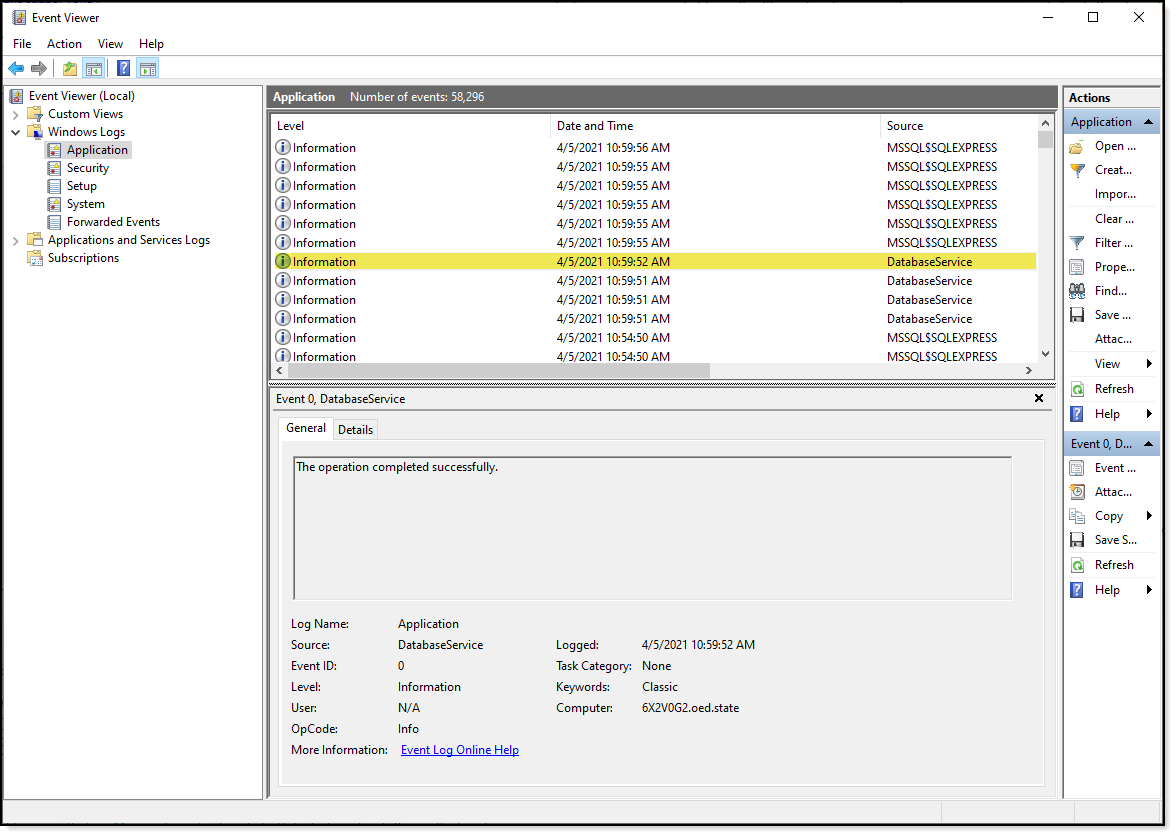 Event Viewer
File Action View Help
Event Viewer (Local)
Custom Views
Windows Logs
Application
Security
Setup
System
Forwarded Events
Applications and Services Logs
Subscriptions
Application Number of events: 58,296
Level Date and Time Source
Information 4/5/2021 10:59:56 AM MSSQL$SQLEXPRESS
Information 4/5/2021 10:59:55 AM MSSQL$SQLEXPRESS
Information 4/5/2021 10:59:55 AM MSSQL$SQLEXPRESS
Information 4/5/2021 10:59:55 AM MSSQL$SQLEXPRESS
Information 4/5/2021 10:59:55 AM MSSQL$SQLEXPRESS
Information 4/5/2021 10:59:55 AM MSSQL$SQLEXPRESS
Information 4/5/2021 10:59:52 AM DatabaseService
Information 4/5/2021 10:59:51 AM DatabaseService
Information 4/5/2021 10:59:51 AM DatabaseService
Information 4/5/2021 10:59:51 AM DatabaseService
Information 4/5/2021 10:54:50 AM MSSQL$SQLEXPRESS
Information 4/5/2021 10:54:50 AM MSSQL$SQLEXPRESS
Event 0, DatabaseService
General Details
The operation completed successfully.
Log Name: Application
Source: DatabaseService Logged: 4/5/2021 10:59:52 AM
Event ID: 0 Task Category: None
Level: Information Keywords: Classic
User: N/A Computer: 6X2V0G2.oed.state
OpCode: Info
More Information: Event Log Online Help
Actions
Application
Open ...
Creat...
Impor...
Clear ...
Filter ...
Prope...
Find...
Save ...
Attac...
View
Refresh
Help
Event 0, D...
Event ...
Attac...
Copy
Save S...
Refresh
Help